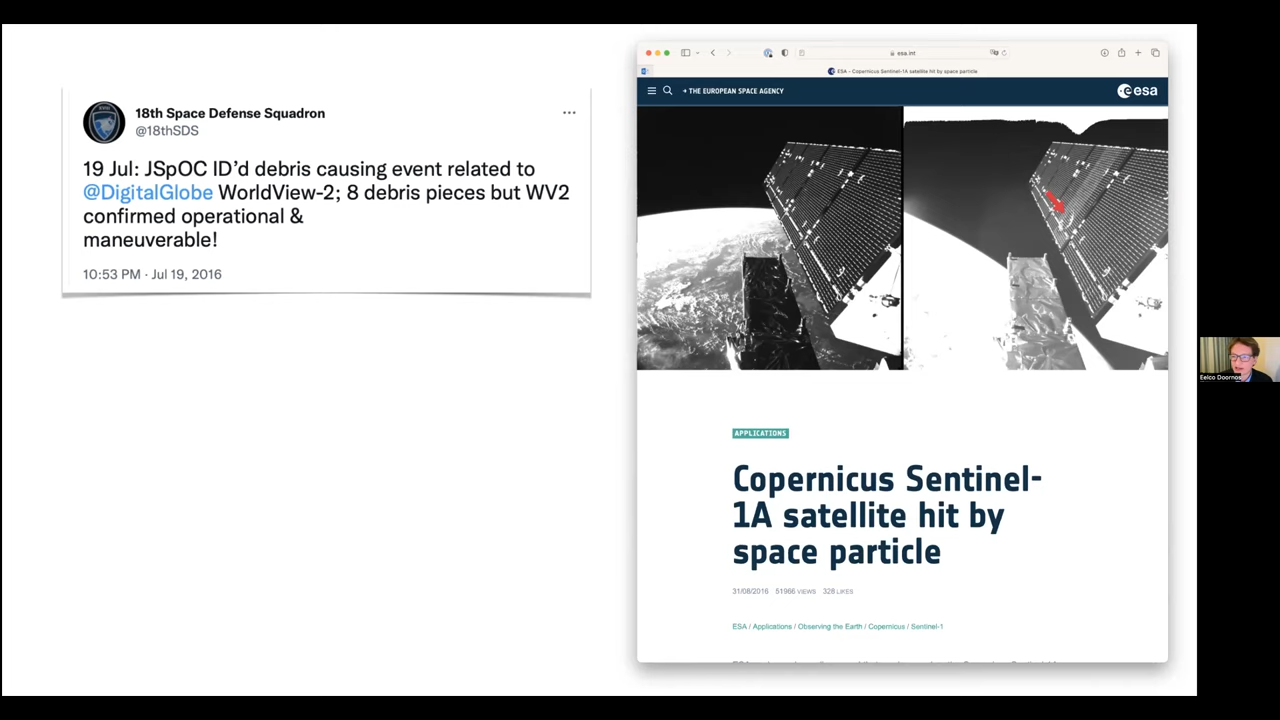 18th Space Defense Squadron
@18thSDS
19 Jul: JSpOC ID’d debris causing event related to
@DigitalGlobe WorldView-2; 8 debris pieces but WV2
confirmed operational &
maneuverable!
10:53 PM · Jul 19, 2016
esa.int
ESA - Copernicus Sentinel-1A satellite hit by space particle
→ THE EUROPEAN SPACE AGENCY
esa
APPLICATIONS
Copernicus Sentinel-
1A satellite hit by
space particle
31/08/2016 51966 VIEWS 328 LIKES
ESA / Applications / Observing the Earth / Copernicus / Sentinel-1
Eelco Doornbos